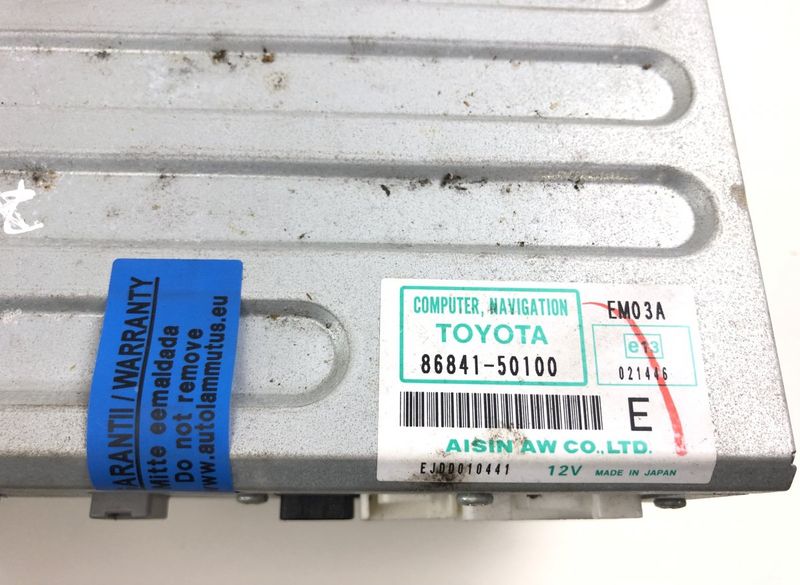 GARANTII / WARRANTY
Mitte eemaldada
Do not remove
www.autolammutus.eu
COMPUTER, NAVIGATION
TOYOTA
86841-50100
EM03A
e13
021446
E
AISIN AW CO., LTD.
EJDD010441 12V MADE IN JAPAN